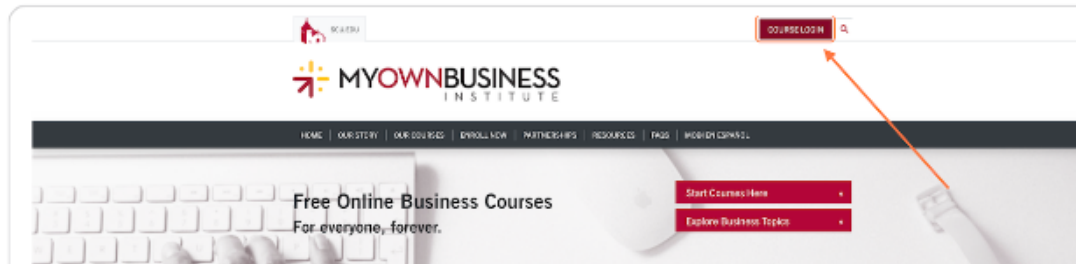 SCU.EDU
COURSE LOGIN
MYOWNBUSINESS
INSTITUTE
HOME | OUR STORY | OUR COURSES | ENROLL NOW | PARTNERSHIPS | RESOURCES | FAQS | MOBI EN ESPAÑOL
Free Online Business Courses
For everyone, forever.
Start Courses Here
Explore Business Topics